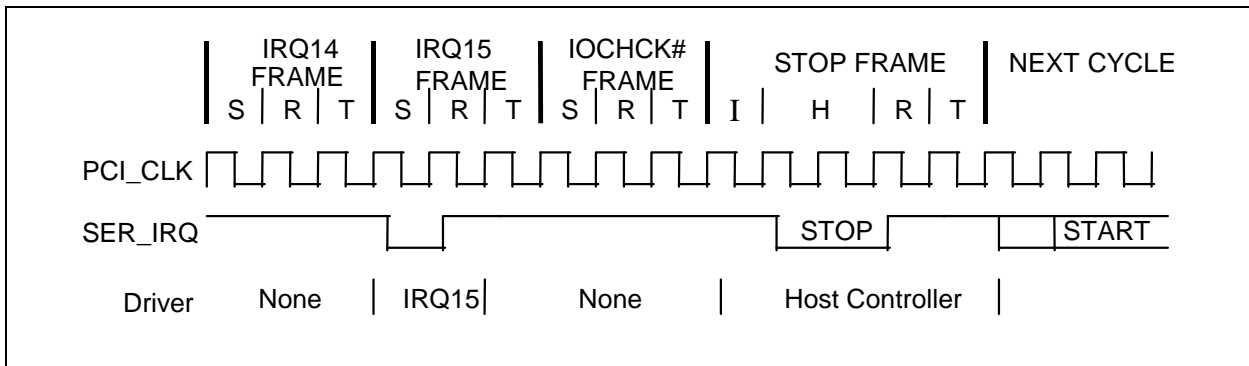 IRQ14 FRAME
IRQ15 FRAME
IOCHCK# FRAME
STOP FRAME
NEXT CYCLE
S R T S R T S R T I H R T
PCI_CLK
SER_IRQ STOP START
Driver None IRQ15 None Host Controller